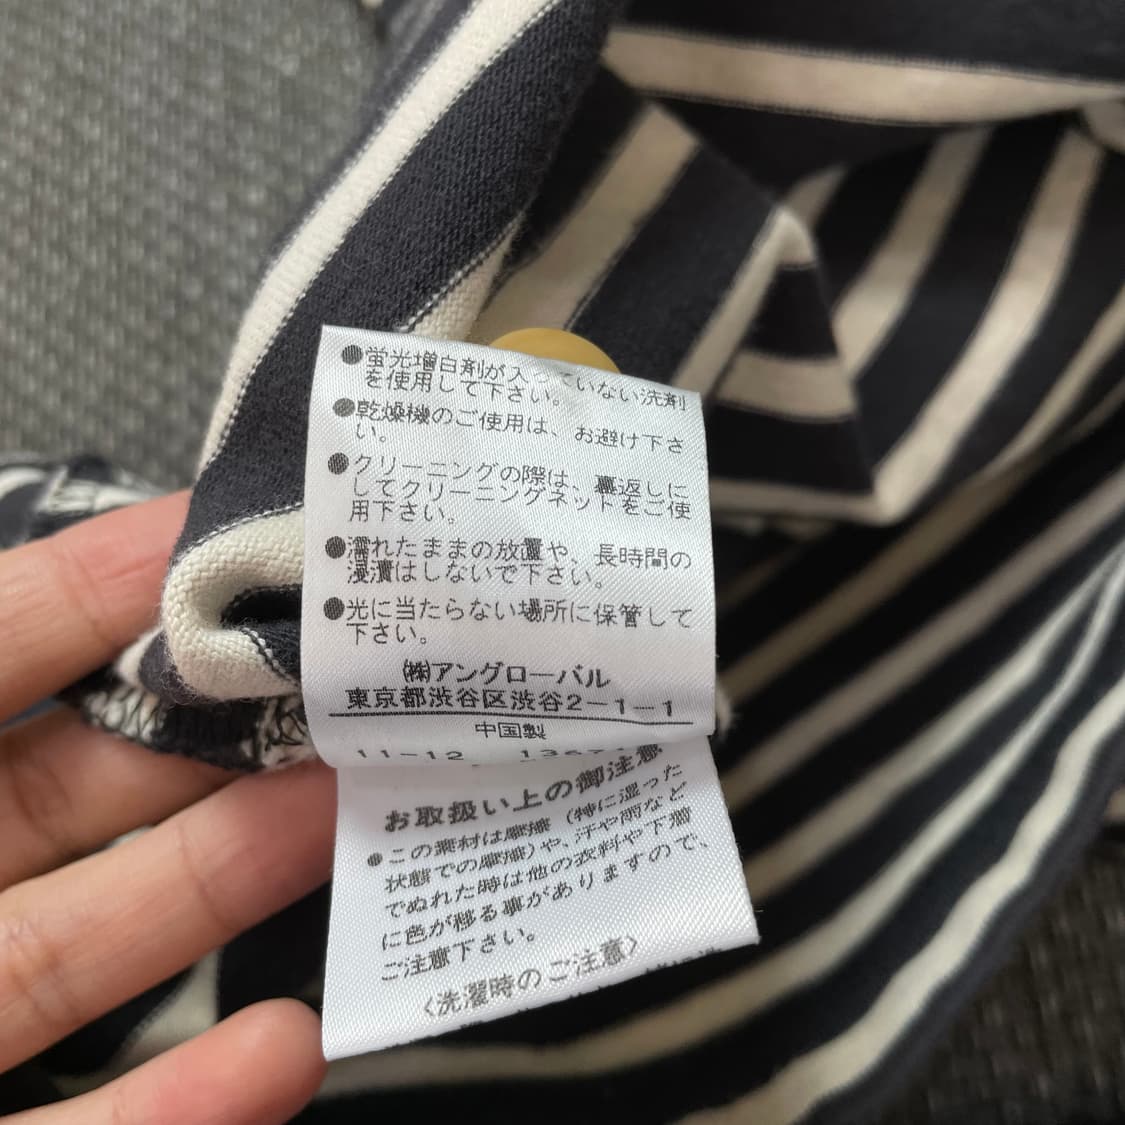 ●蛍光増白剤が入っていない洗剤
を使用して下さい。
●乾燥機のご使用は、お避け下さ
い。
●クリーニングの際は、裏返しに
してクリーニングネットをご使
用下さい。
●濡れたままの放置や、長時間の
浸漬はしないで下さい。
●光に当たらない場所に保管して
下さい。
㈱アングローバル
東京都渋谷区渋谷2-1-1
中国製
11-12
お取扱い上の御注意
●この素材は摩擦（特に湿った
状態での摩擦）や、汗や雨など
でぬれた時は他の衣料や下着
に色が移る事がありますので、
ご注意下さい。
〈洗濯時のご注意〉